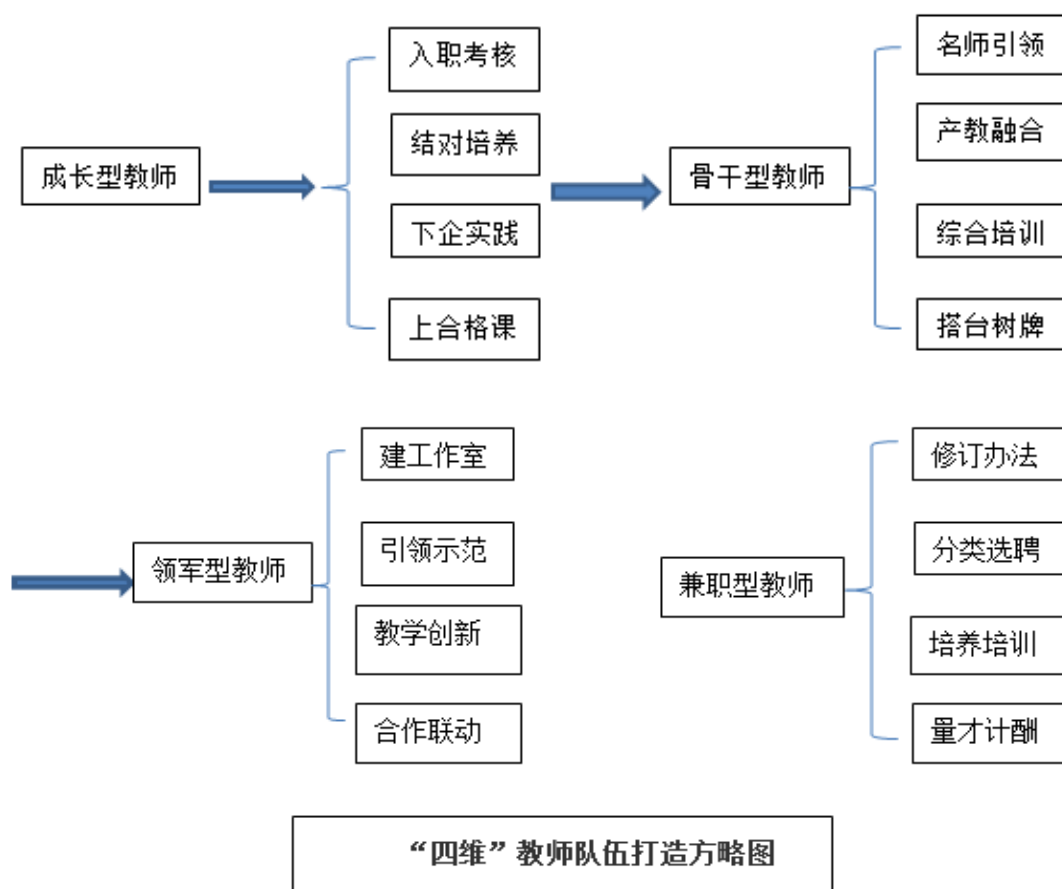 成长型教师
入职考核
结对培养
下企实践
上合格课
骨干型教师
名师引领
产教融合
综合培训
搭台树牌
领军型教师
建工作室
引领示范
教学创新
合作联动
兼职型教师
修订办法
分类选聘
培养培训
量才计酬
“四维”教师队伍打造方略图